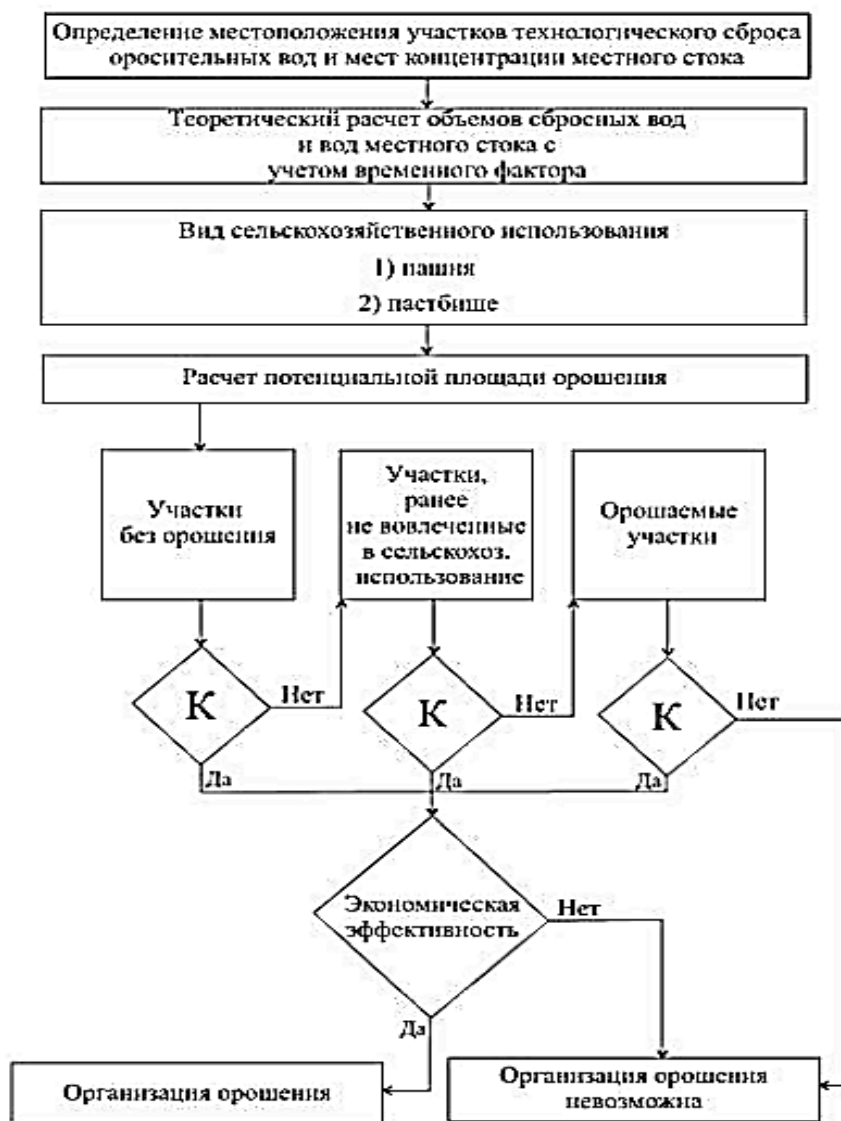 Определение местоположения участков технологического сброса
оросительных вод и мест концентрации местного стока
Теоретический расчет объемов сбросных вод
и вод местного стока с
учетом временного фактора
Вид сельскохозяйственного использования
1) пашня
2) пастбище
Расчет потенциальной площади орошения
Участки
без орошения
Участки,
ранее
не вовлеченные
в сельскохоз.
использование
Орошаемые
участки
К
Нет
К
Нет
К
Нет
Да
Да
Да
Экономическая
эффективность
Нет
Да
Организация орошения
Организация орошения
невозможна